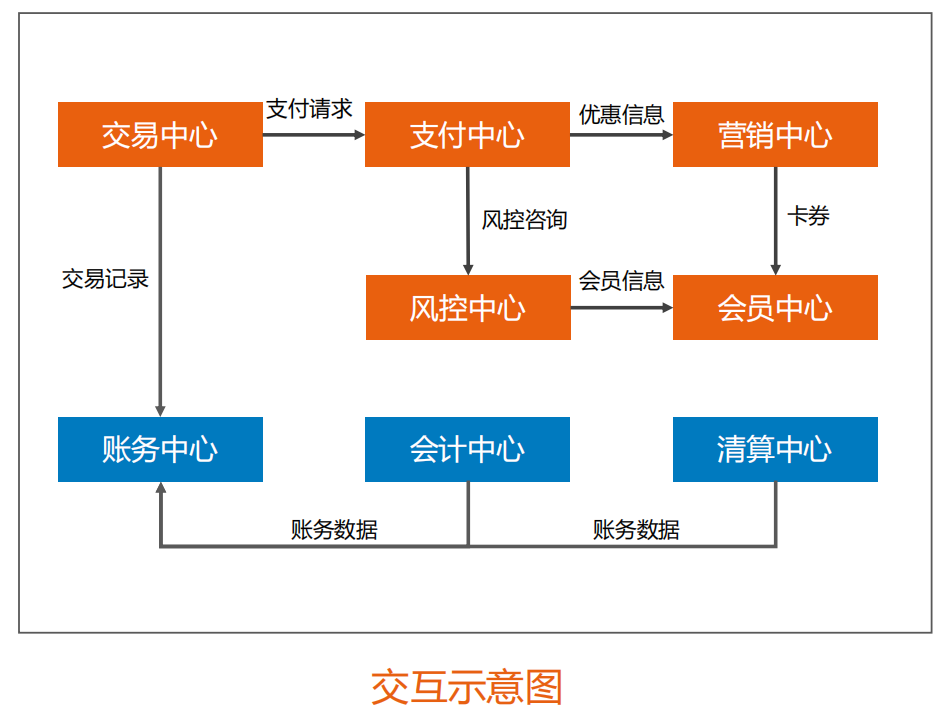 支付请求
优惠信息
交易中心
支付中心
营销中心
风控咨询
卡券
交易记录
会员信息
风控中心
会员中心
账务中心
会计中心
清算中心
账务数据
账务数据
交互示意图